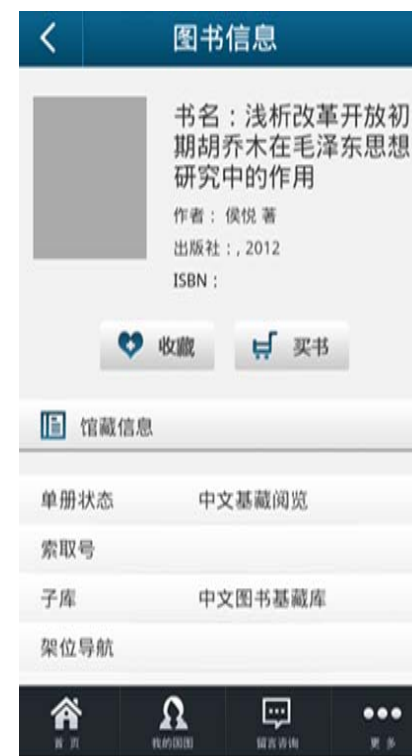 图书信息
书名：浅析改革开放初
期胡乔木在毛泽东思想
研究中的作用
作者： 侯悦 著
出版社：, 2012
ISBN：
收藏
买书
馆藏信息
单册状态 中文基藏阅览
索取号
子库 中文图书基藏库
架位导航
首 页 我的国图 留言咨询 更 多